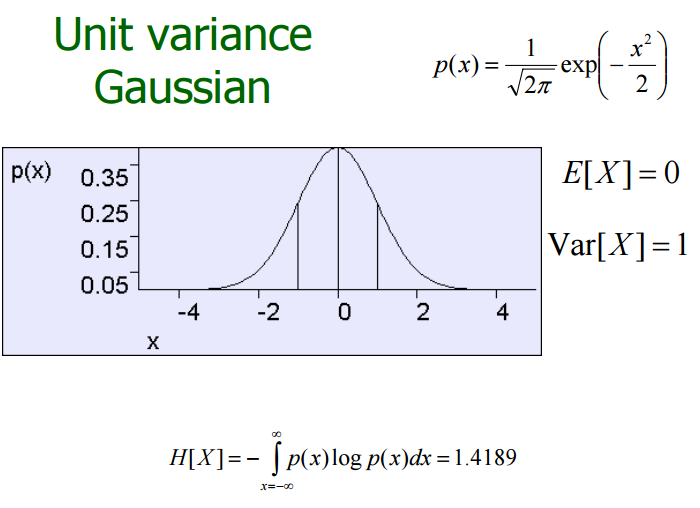 Unit variance
Gaussian
p(x) = 1/√2π exp(−x²/2)
p(x)
0.35
0.25
0.15
0.05
-4 -2 0 2 4
x
E[X] = 0
Var[X] = 1
H[X] = − ∫_{x=−∞}^{∞} p(x) log p(x)dx = 1.4189